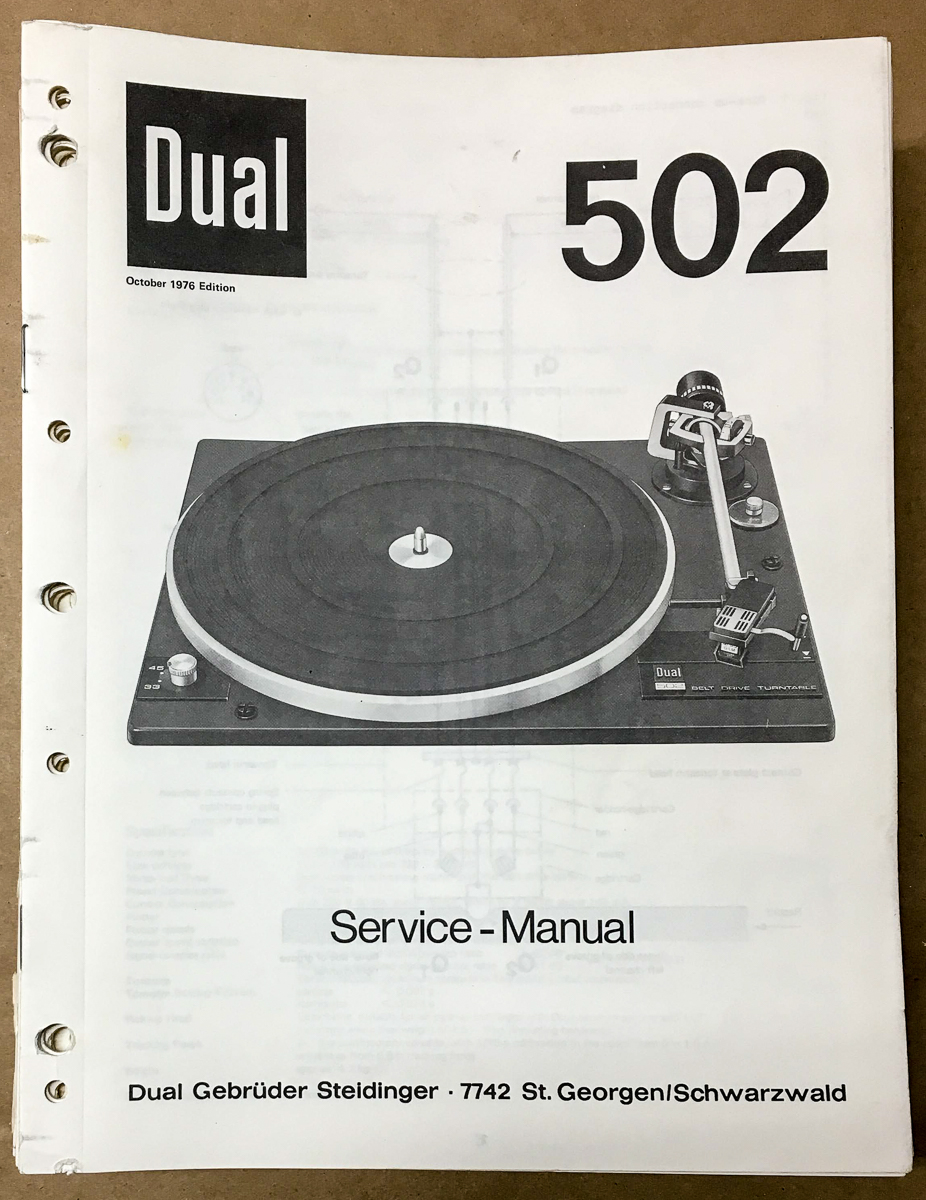 Dual
502
October 1976 Edition
45
33
Dual
502 BELT DRIVE TURNTABLE
Service-Manual
Dual Gebrüder Steidinger · 7742 St. Georgen/Schwarzwald